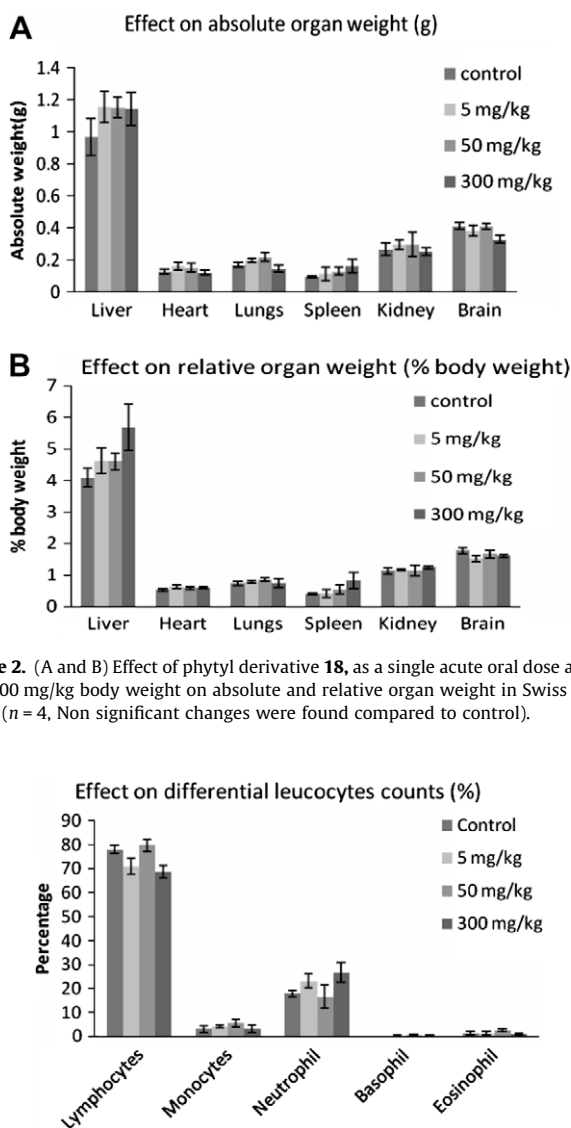 A
Effect on absolute organ weight (g)
Absolute weight(g)
1.4
1.2
1
0.8
0.6
0.4
0.2
0
control
5 mg/kg
50 mg/kg
300 mg/kg
Liver Heart Lungs Spleen Kidney Brain
B
Effect on relative organ weight (% body weight)
% body weight
7
6
5
4
3
2
1
0
control
5 mg/kg
50 mg/kg
300 mg/kg
Liver Heart Lungs Spleen Kidney Brain
e 2. (A and B) Effect of phytyl derivative 18, as a single acute oral dose a
00 mg/kg body weight on absolute and relative organ weight in Swiss
(n = 4, Non significant changes were found compared to control).
Effect on differential leucocytes counts (%)
Percentage
90
80
70
60
50
40
30
20
10
0
Control
5 mg/kg
50 mg/kg
300 mg/kg
Lymphocytes Monocytes Neutrophil Basophil Eosinophil